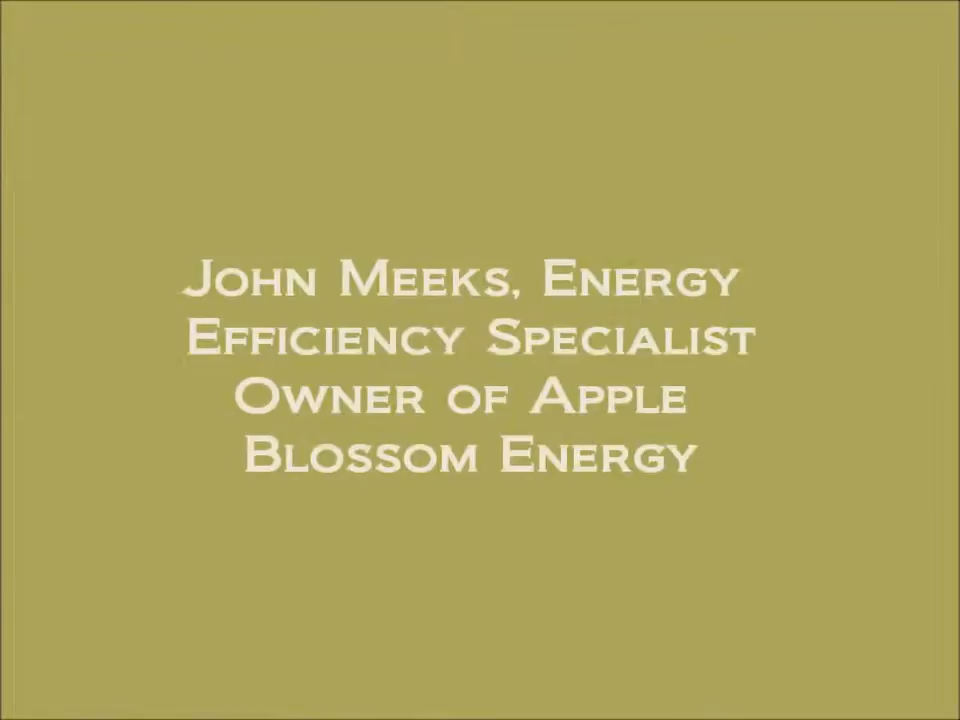 John Meeks, Energy
Efficiency Specialist
Owner of Apple
Blossom Energy